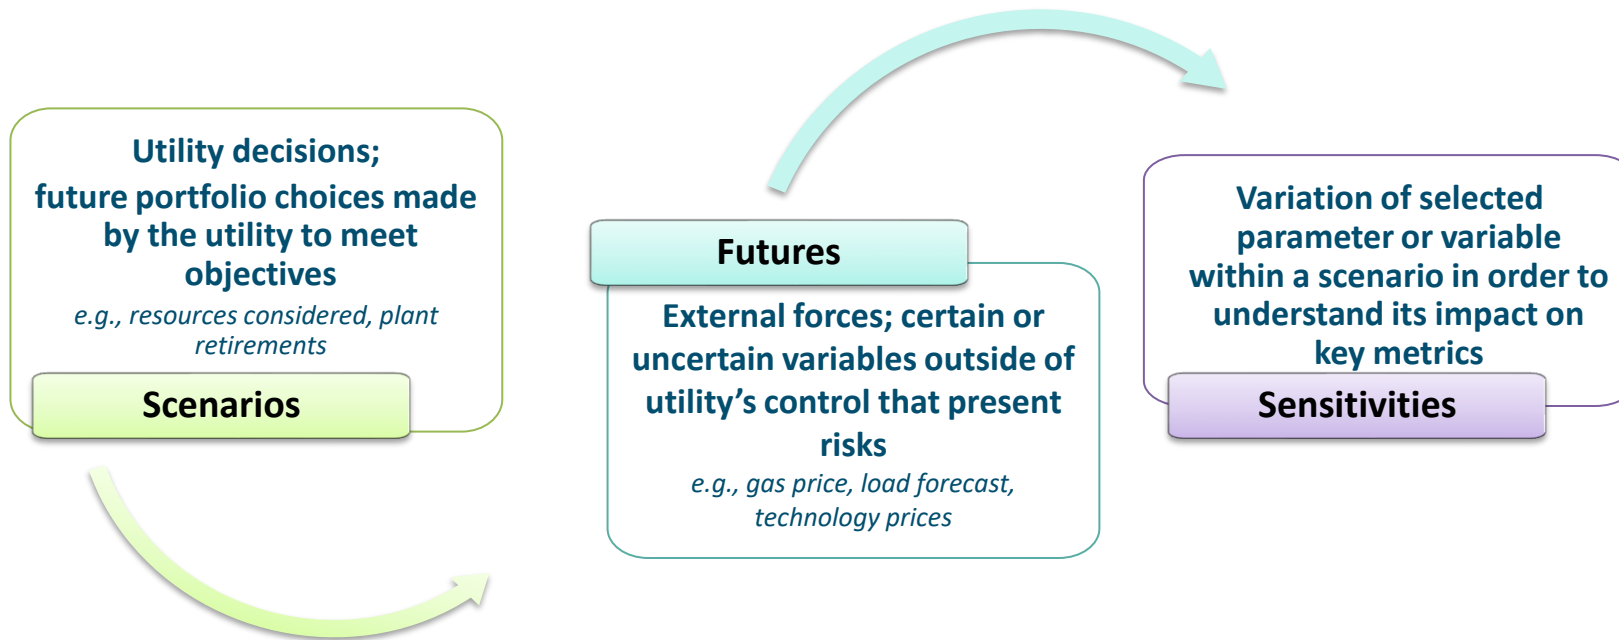 Utility decisions;
future portfolio choices made
by the utility to meet
objectives
e.g., resources considered, plant
retirements
Scenarios
Futures
External forces; certain or
uncertain variables outside of
utility’s control that present
risks
e.g., gas price, load forecast,
technology prices
Variation of selected
parameter or variable
within a scenario in order to
understand its impact on
key metrics
Sensitivities